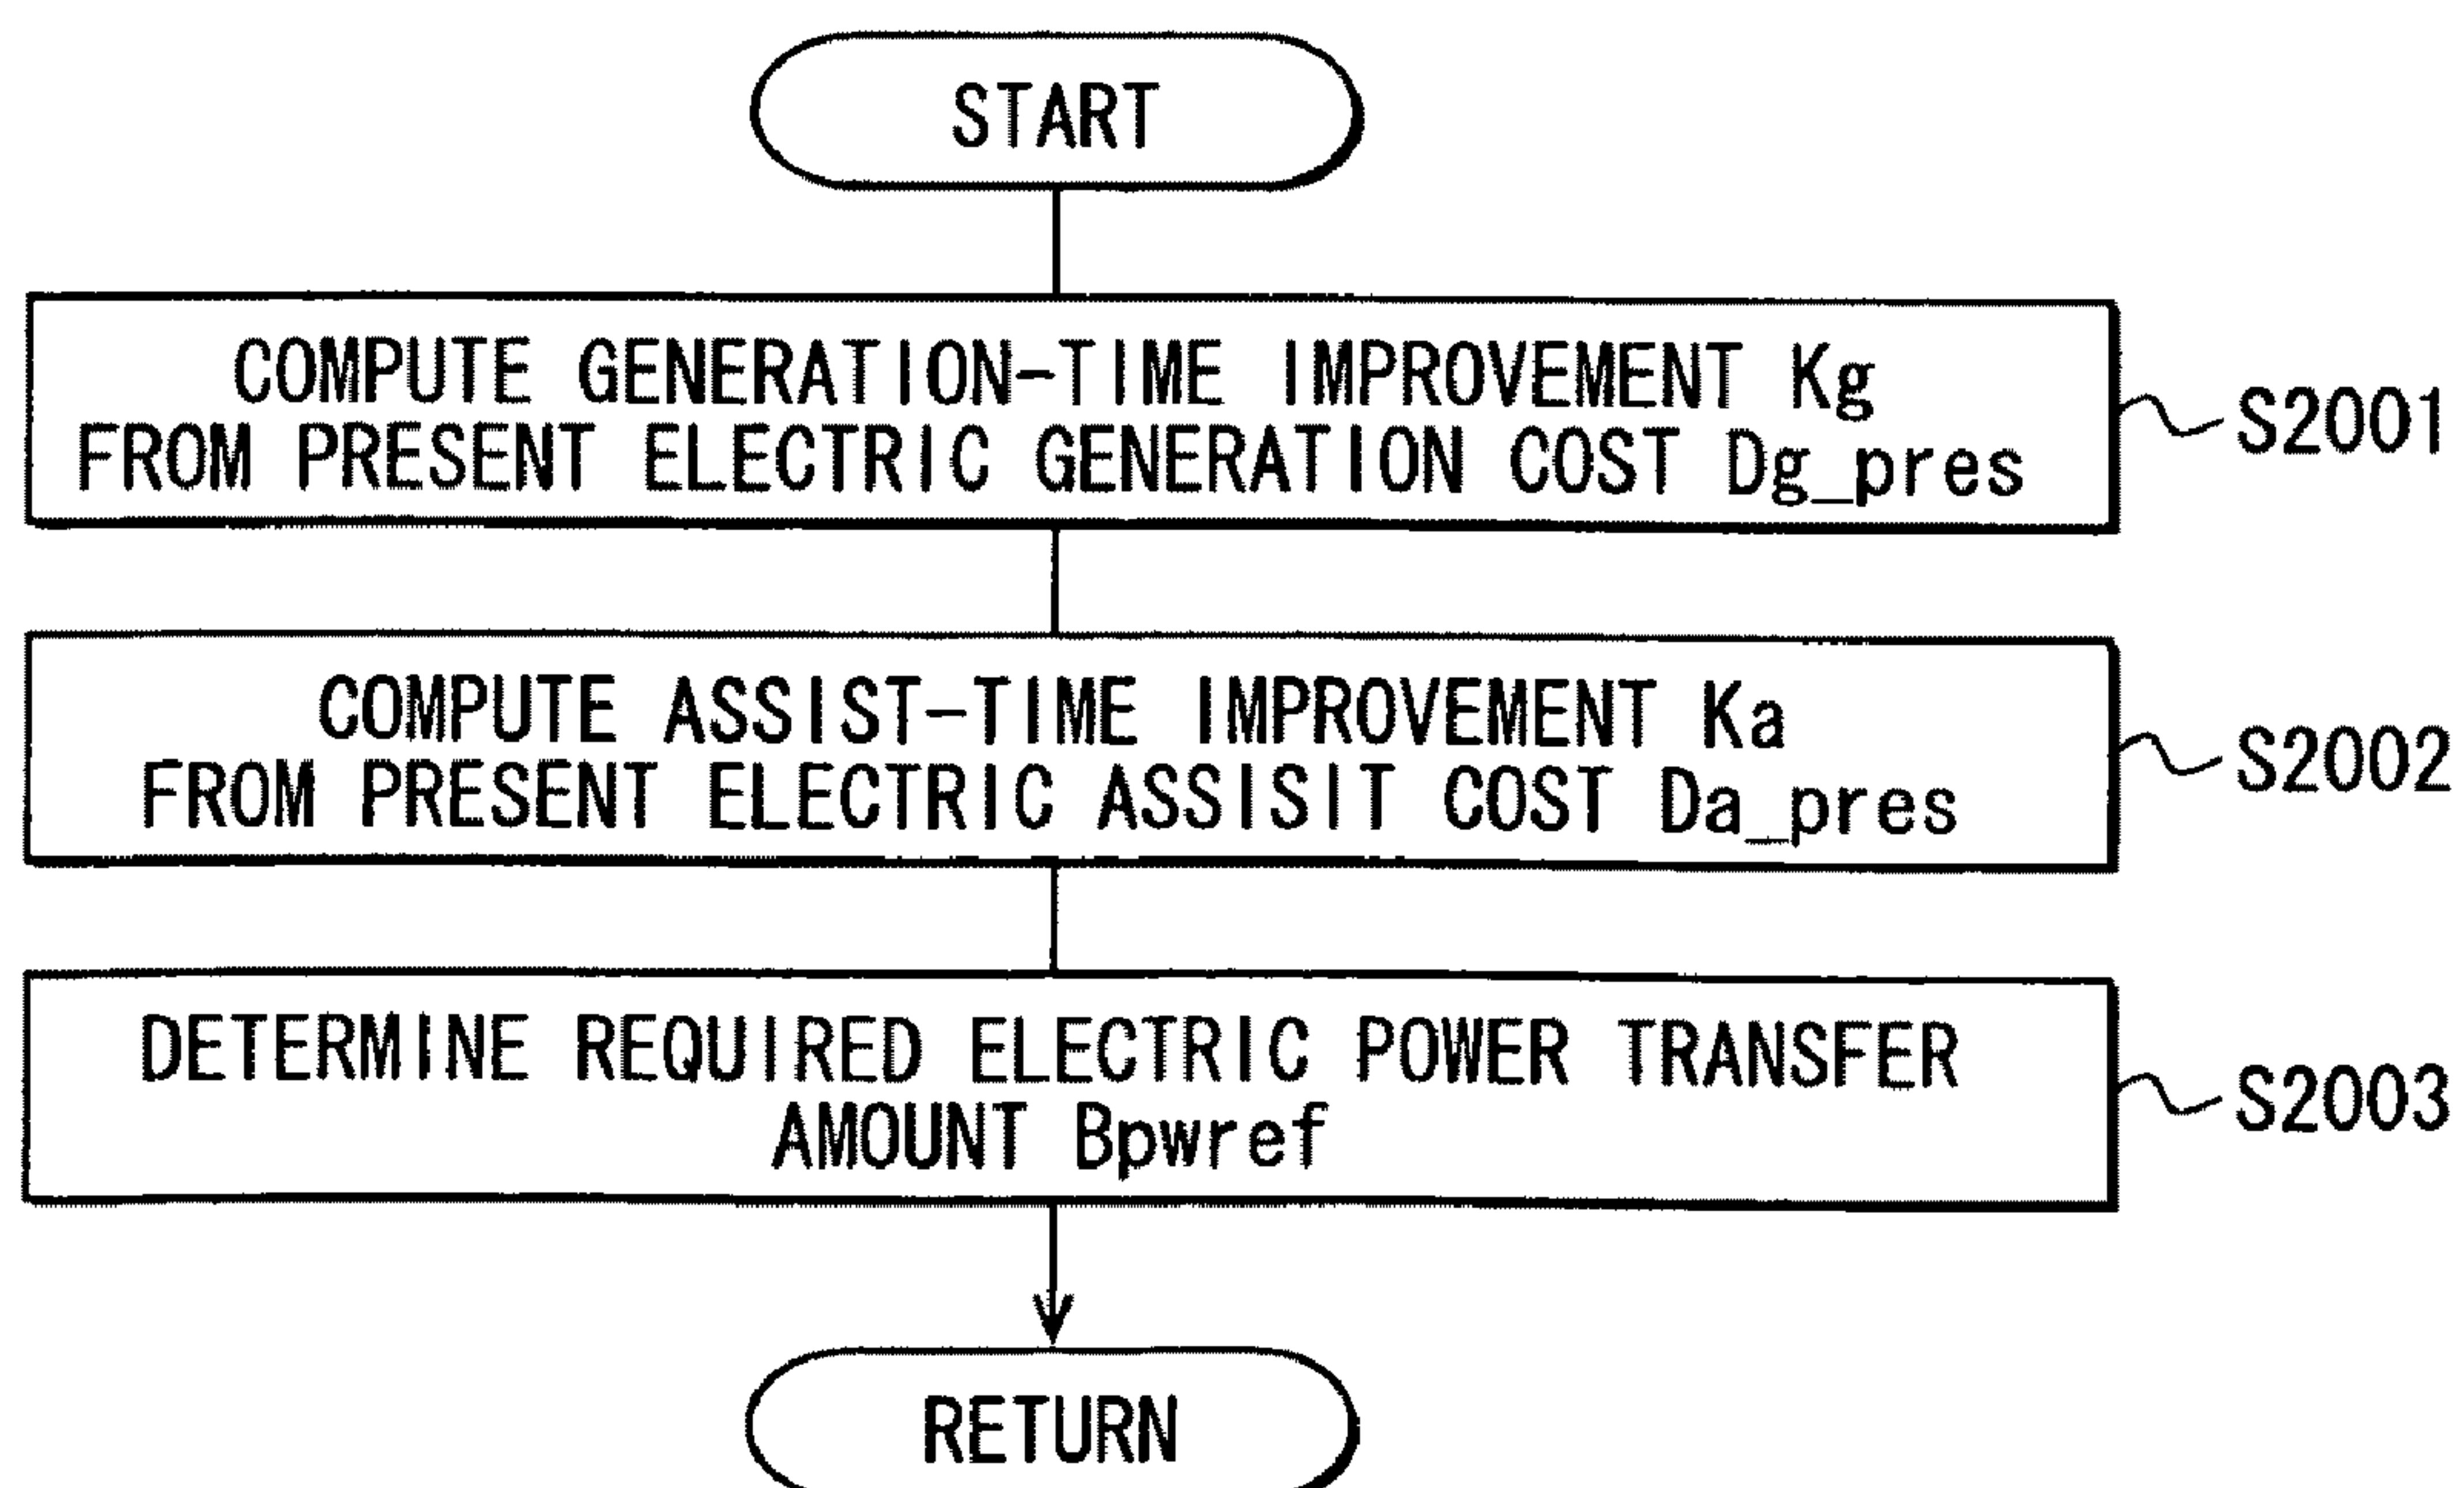 START
COMPUTE GENERATION-TIME IMPROVEMENT Kg
FROM PRESENT ELECTRIC GENERATION COST Dg_pres
S2001
COMPUTE ASSIST-TIME IMPROVEMENT Ka
FROM PRESENT ELECTRIC ASSISIT COST Da_pres
S2002
DETERMINE REQUIRED ELECTRIC POWER TRANSFER
AMOUNT Bpwref
S2003
RETURN